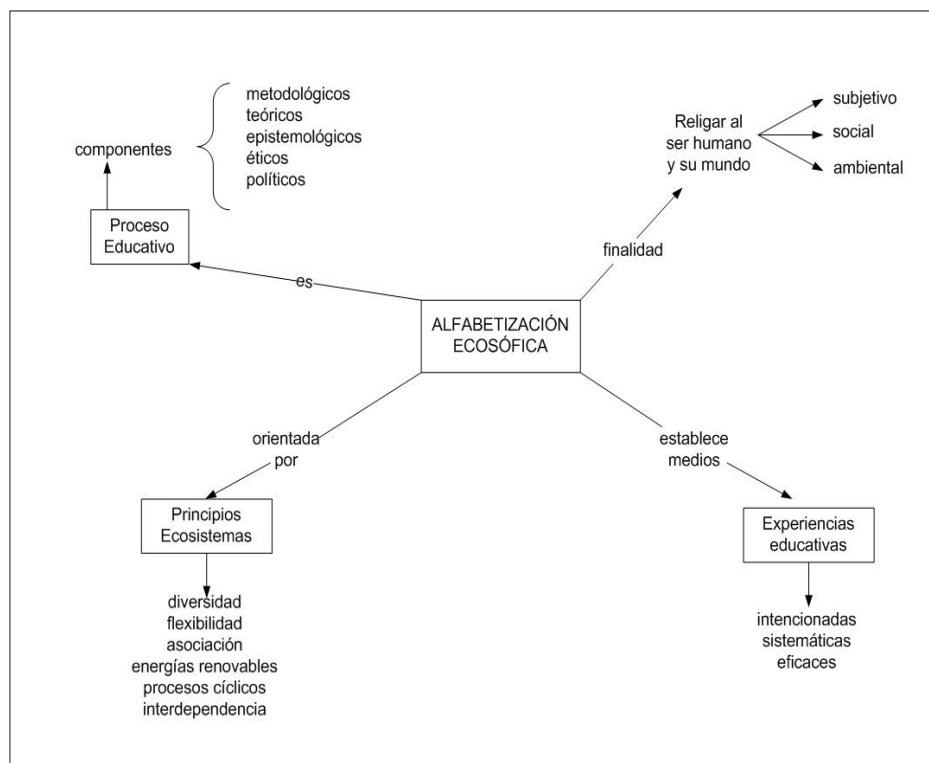 componentes
metodológicos
teóricos
epistemológicos
éticos
políticos
Proceso
Educativo
es
Religar al
ser humano
y su mundo
subjetivo
social
ambiental
finalidad
ALFABETIZACIÓN
ECOSÓFICA
orientada
por
Principios
Ecosistemas
diversidad
flexibilidad
asociación
energías renovables
procesos cíclicos
interdependencia
establece
medios
Experiencias
educativas
intencionadas
sistemáticas
eficaces